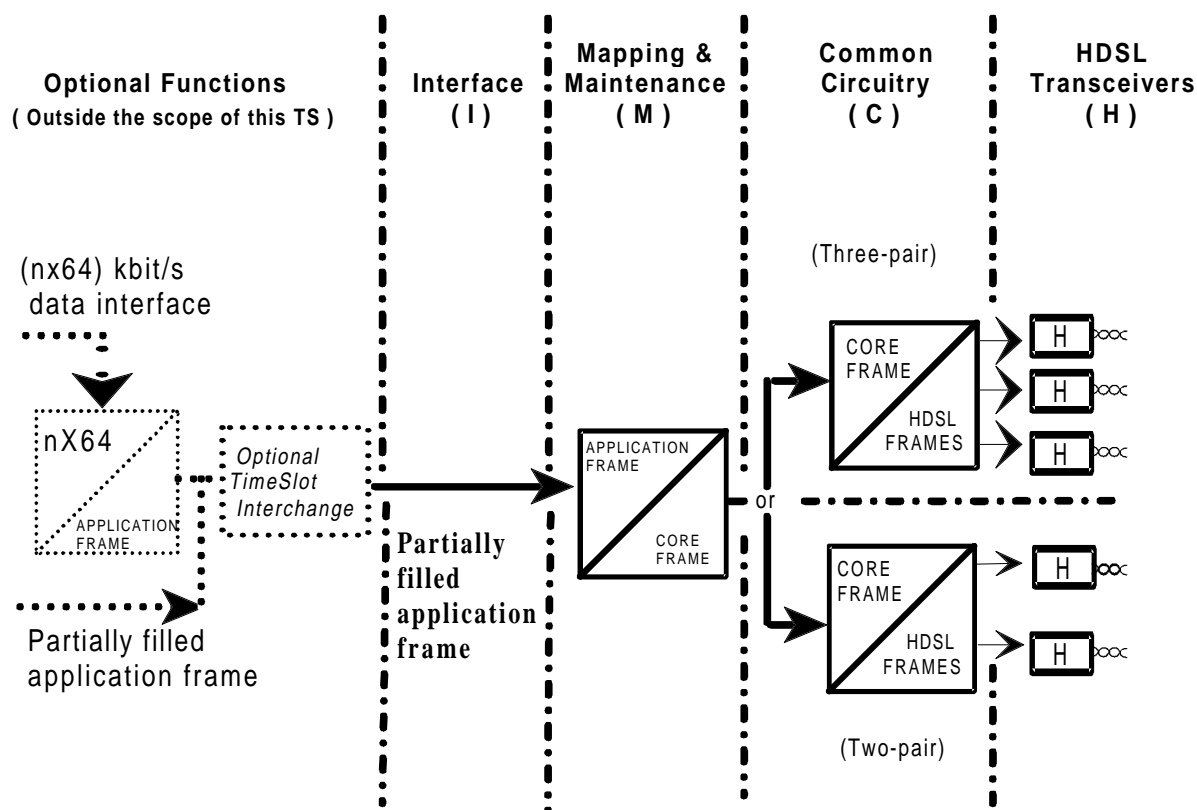 Optional Functions
( Outside the scope of this TS )
Interface
( I )
Mapping &
Maintenance
( M )
Common
Circuitry
( C )
HDSL
Transceivers
( H )
(nx64) kbit/s
data interface
nX64
APPLICATION
FRAME
Optional
TimeSlot
Interchange
Partially filled
application frame
Partially
filled
application
frame
APPLICATION
FRAME
CORE
FRAME
or
(Three-pair)
CORE
FRAME
HDSL
FRAMES
H
H
H
CORE
FRAME
HDSL
FRAMES
H
H
(Two-pair)